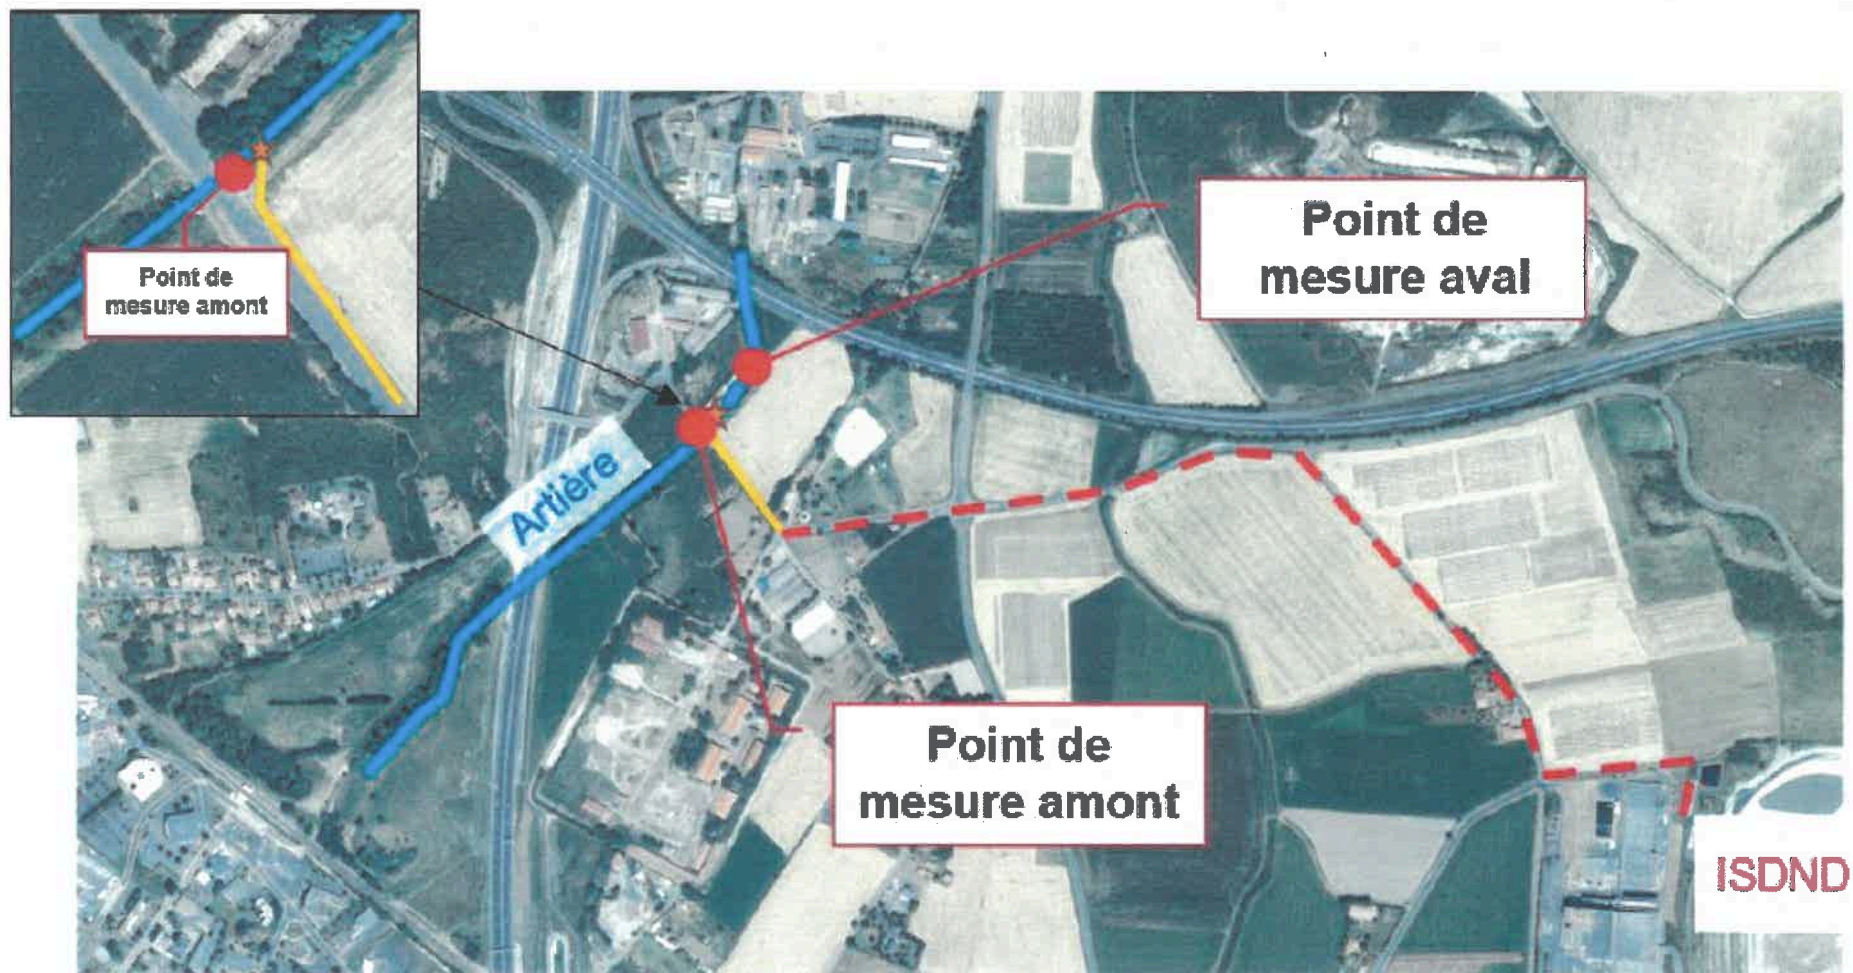 Point de
mesure amont
Point de
mesure aval
Artière
Point de
mesure amont
ISDND